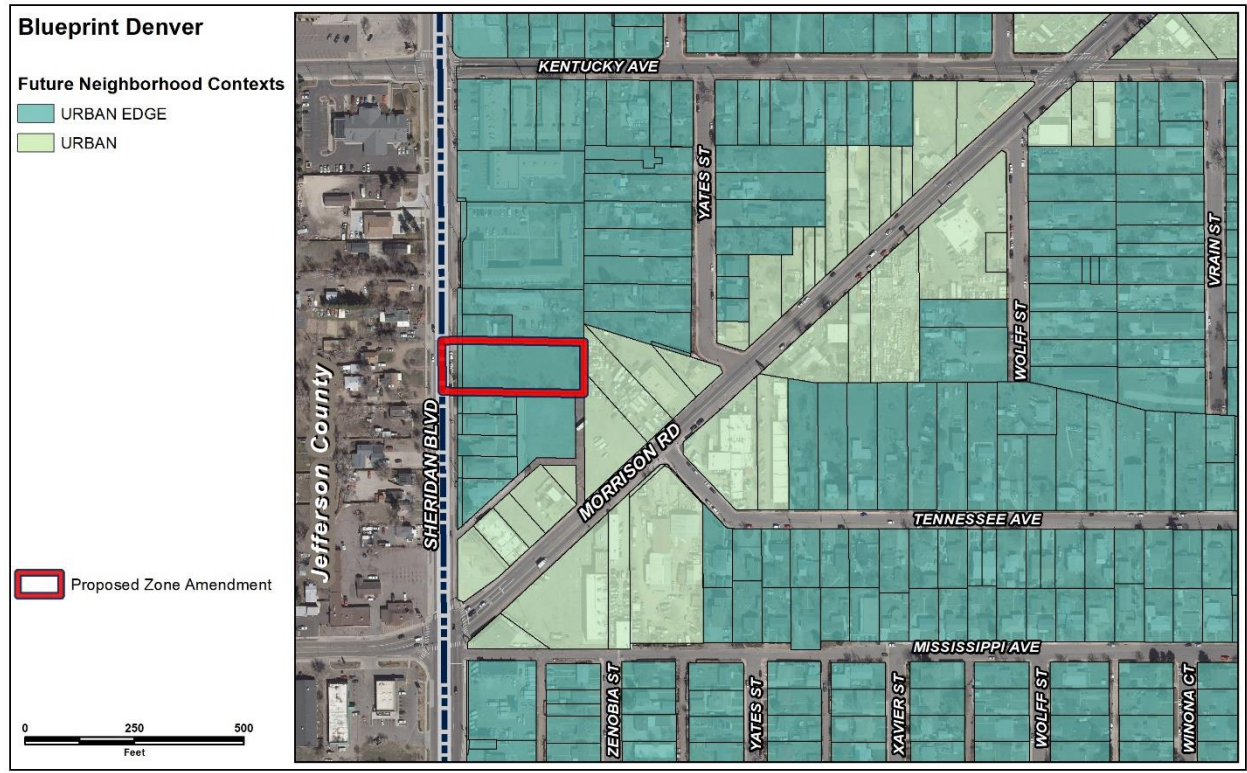 Blueprint Denver
Future Neighborhood Contexts
URBAN EDGE
URBAN
Proposed Zone Amendment
0 250 500
Feet
KENTUCKY AVE
YATES ST
VRAIN ST
WOLFF ST
Jefferson County
SHERIDAN BLVD
MORRISON RD
TENNESSEE AVE
MISSISSIPPI AVE
ZENOBIA ST
YATES ST
XAVIER ST
WOLFF ST
WINONA CT